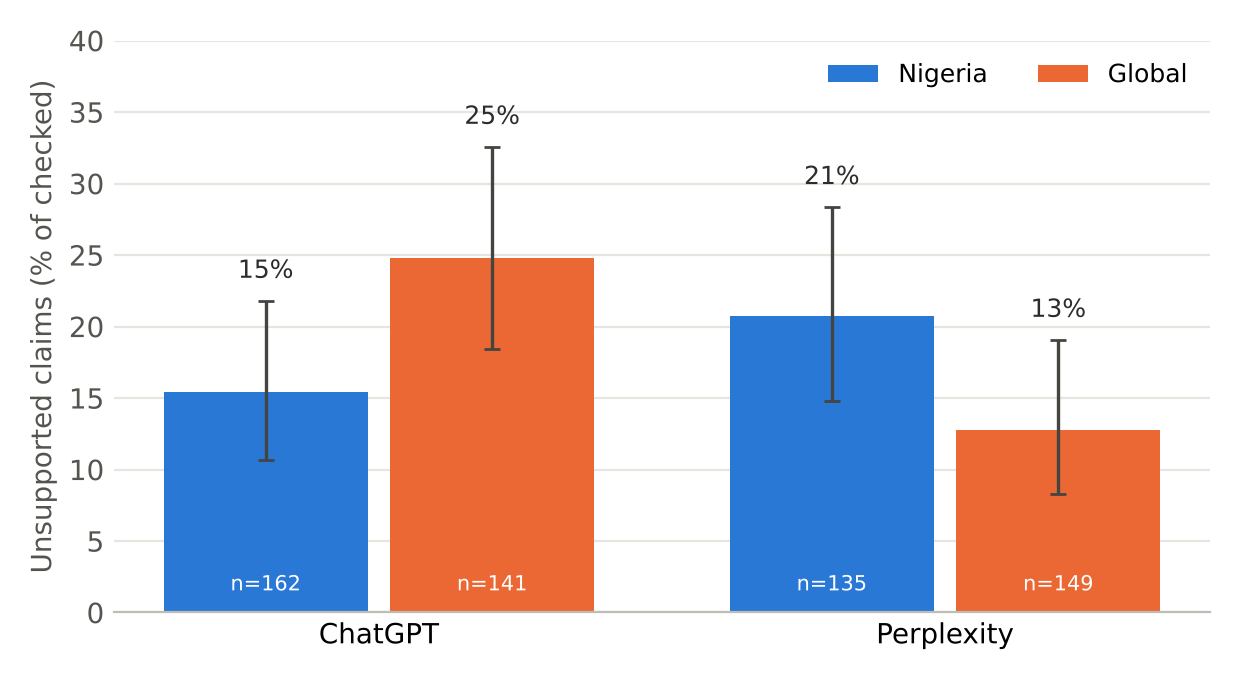 Unsupported claims (% of checked)
40
35
30
25
20
15
10
5
0
Nigeria
Global
15%
25%
21%
13%
n=162
n=141
n=135
n=149
ChatGPT
Perplexity